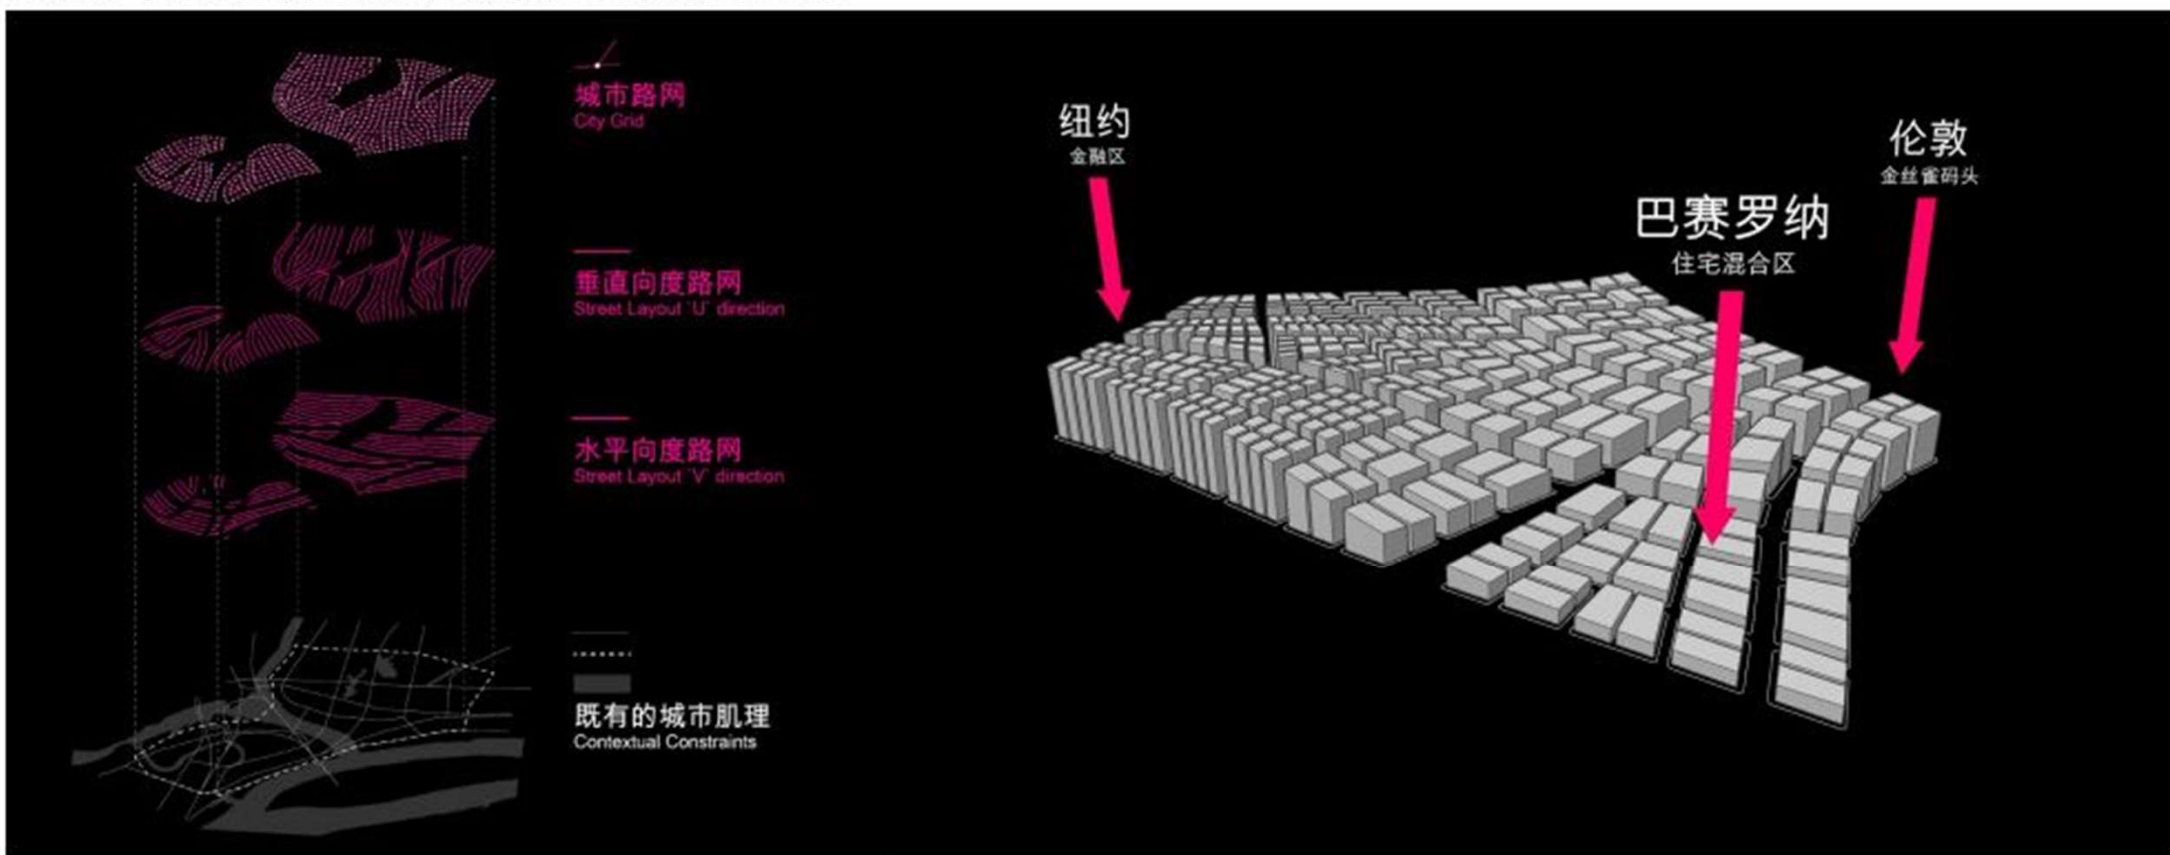 城市路网
City Grid
垂直向度路网
Street Layout `U` direction
水平向度路网
Street Layout `V` direction
既有的城市肌理
Contextual Constraints
纽约
金融区
巴赛罗纳
住宅混合区
伦敦
金丝雀码头